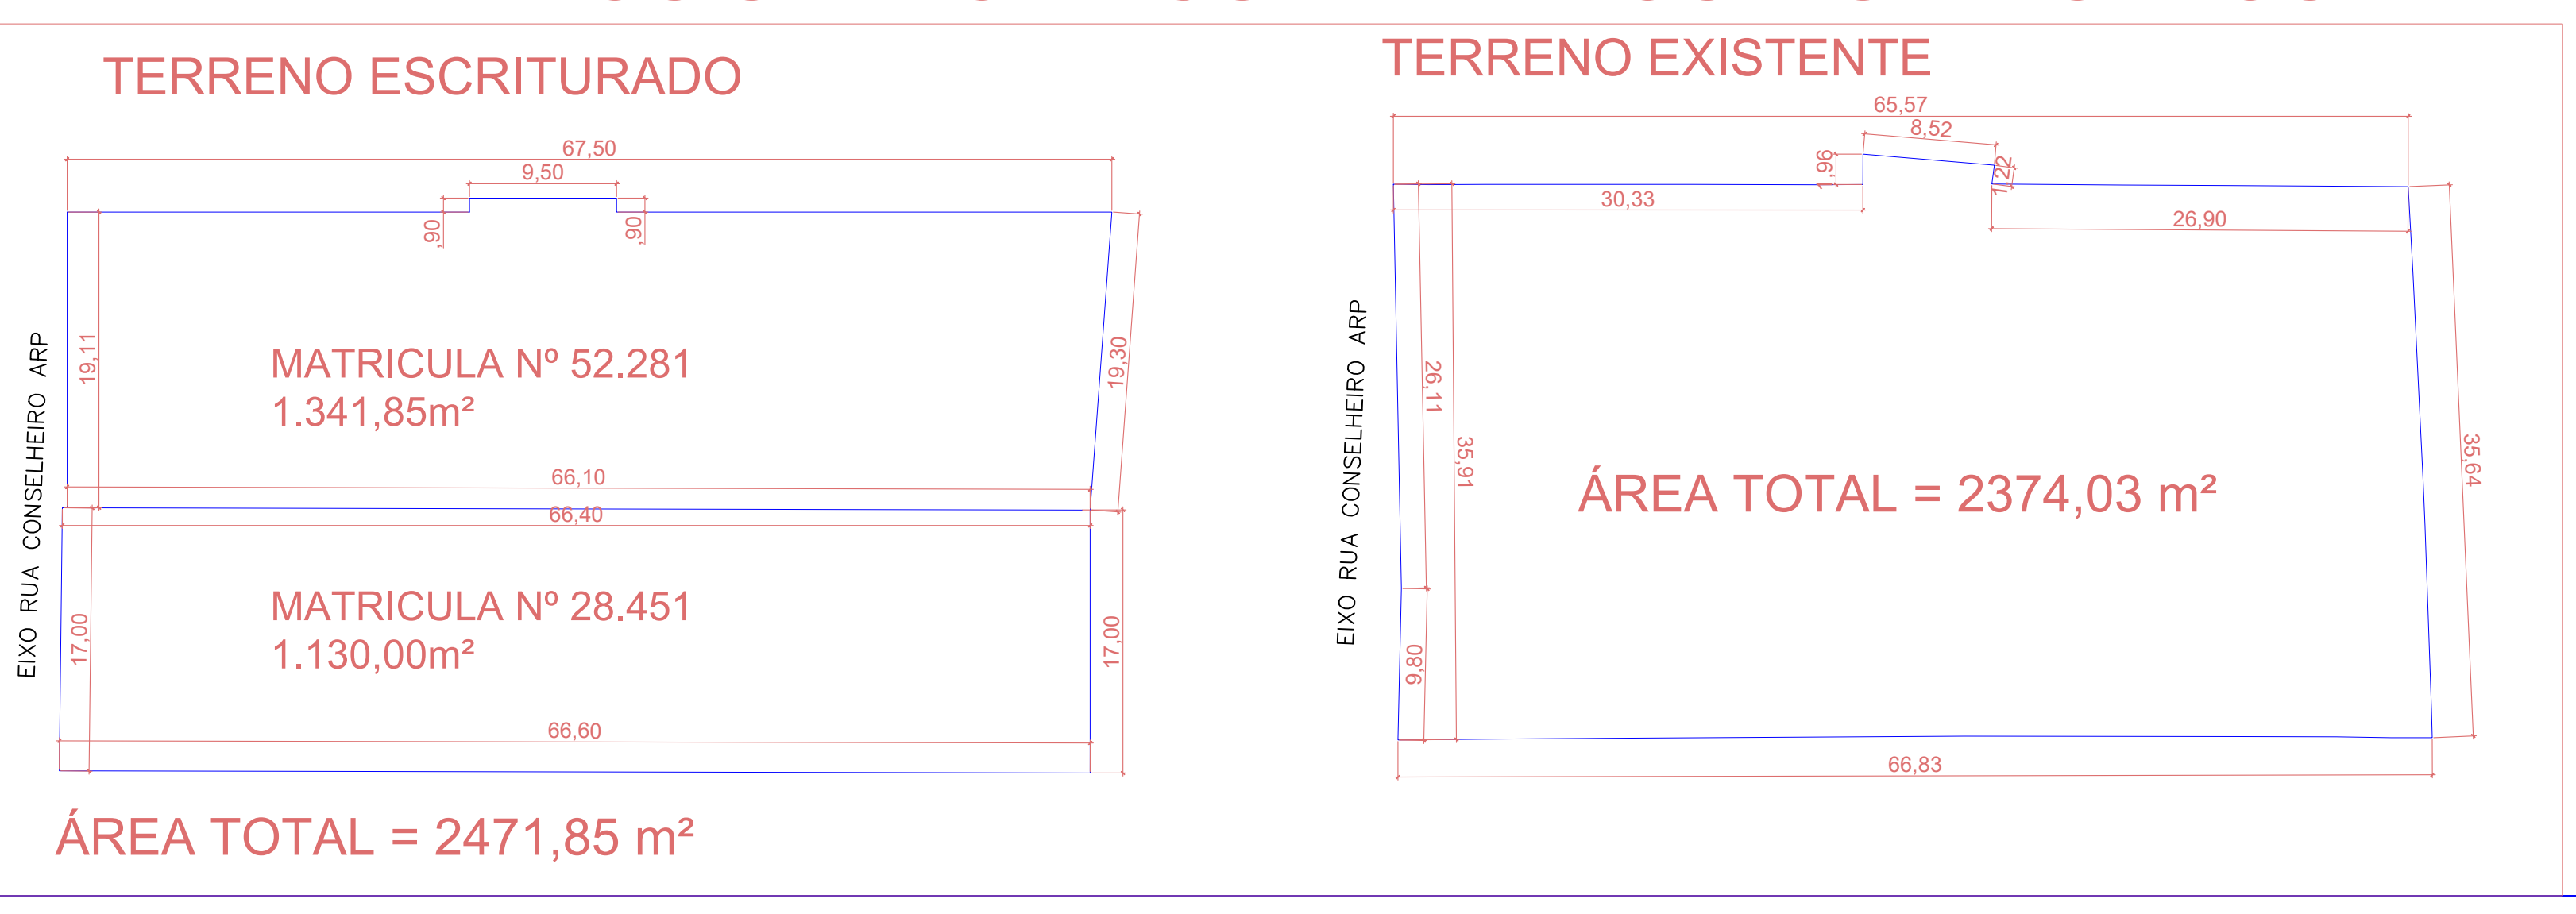 TERRENO ESCRITURADO
67,50
9,50
,90
,90
19,11
19,30
MATRICULA Nº 52.281
1.341,85m²
66,10
66,40
EIXO RUA CONSELHEIRO ARP
MATRICULA Nº 28.451
1.130,00m²
17,00
17,00
66,60
ÁREA TOTAL = 2471,85 m²
TERRENO EXISTENTE
65,57
8,52
1,96
1,22
30,33
26,90
EIXO RUA CONSELHEIRO ARP
26,11
35,91
35,64
ÁREA TOTAL = 2374,03 m²
9,80
66,83